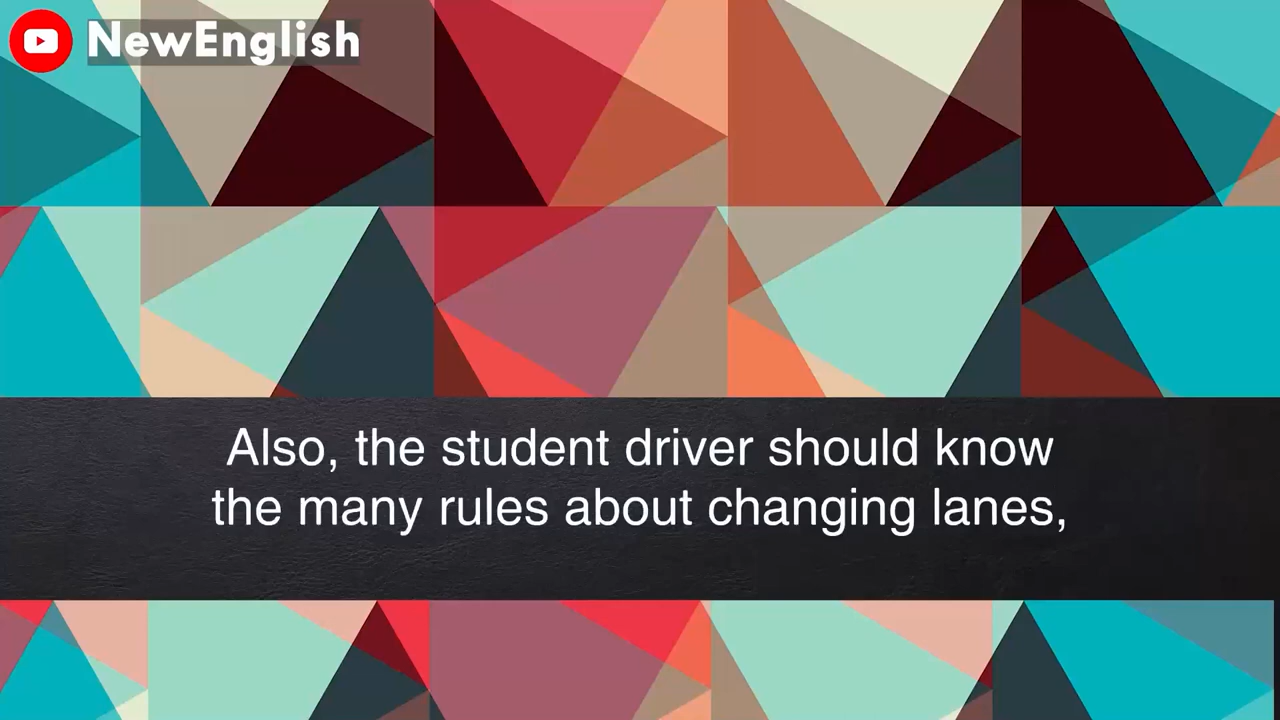 NewEnglish
Also, the student driver should know
the many rules about changing lanes,